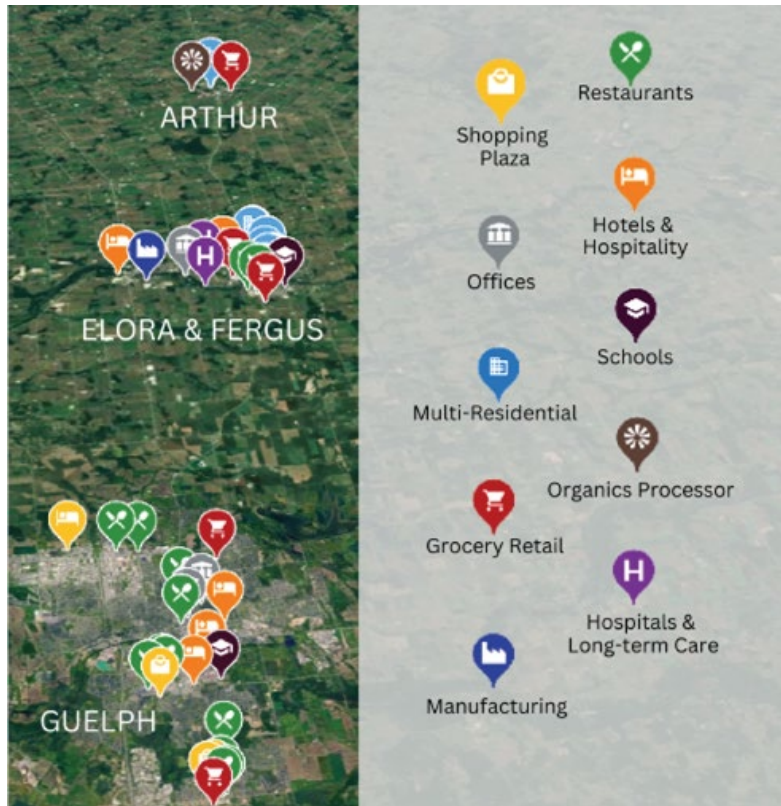 ARTHUR
ELORA & FERGUS
GUELPH
Restaurants
Shopping
Plaza
Hotels &
Hospitality
Offices
Schools
Multi-Residential
Organics Processor
Grocery Retail
H
Hospitals &
Long-term Care
Manufacturing
H